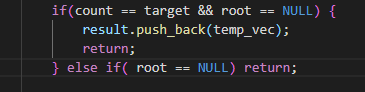 if(count == target && root == NULL) {
result.push_back(temp_vec);
return;
} else if( root == NULL) return;